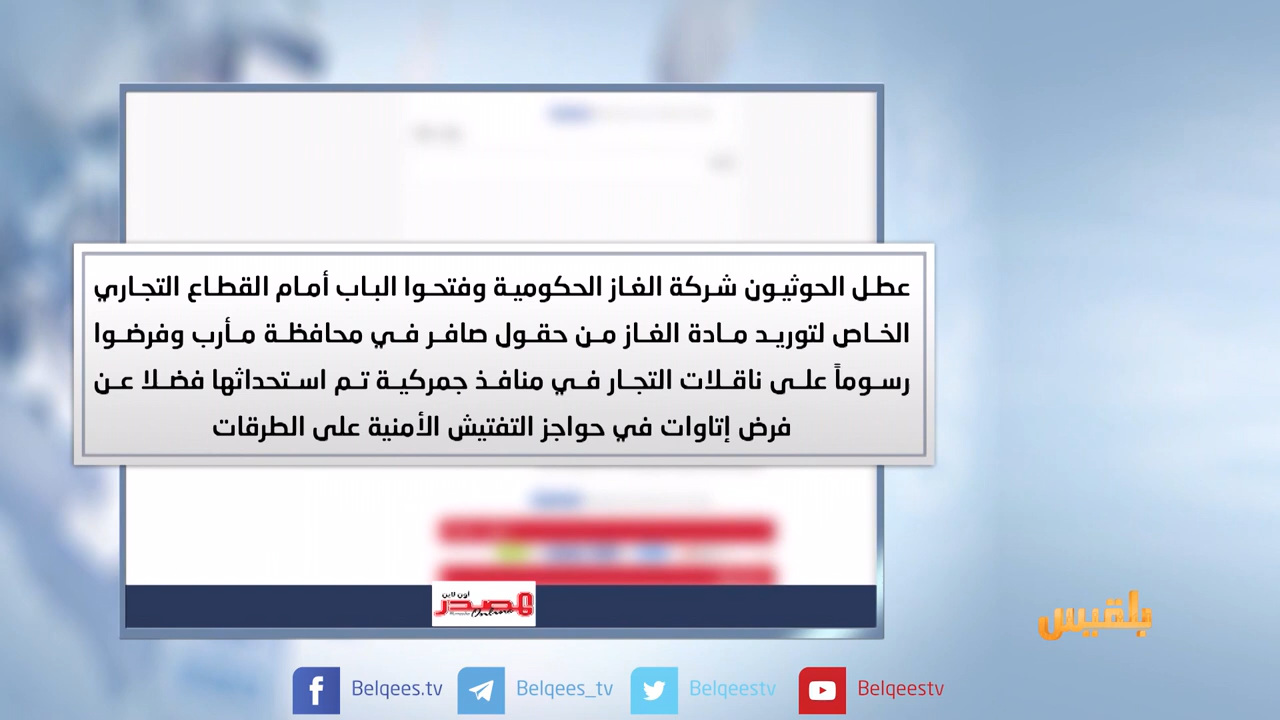 عطل الحوثيون شركة الغاز الحكومية وفتحوا الباب أمام القطاع التجاري
الخاص لتوريد مادة الغاز من حقول صافر في محافظة مأرب وفرضوا
رسوماً على ناقلات التجار في منافذ جمركية تم استحداثها فضلا عن
فرض إتاوات في حواجز التفتيش الأمنية على الطرقات
أون لاين
المصدر
Online
بلقيس
Belqees.tv
Belqees_tv
Belqeestv
Belqeestv